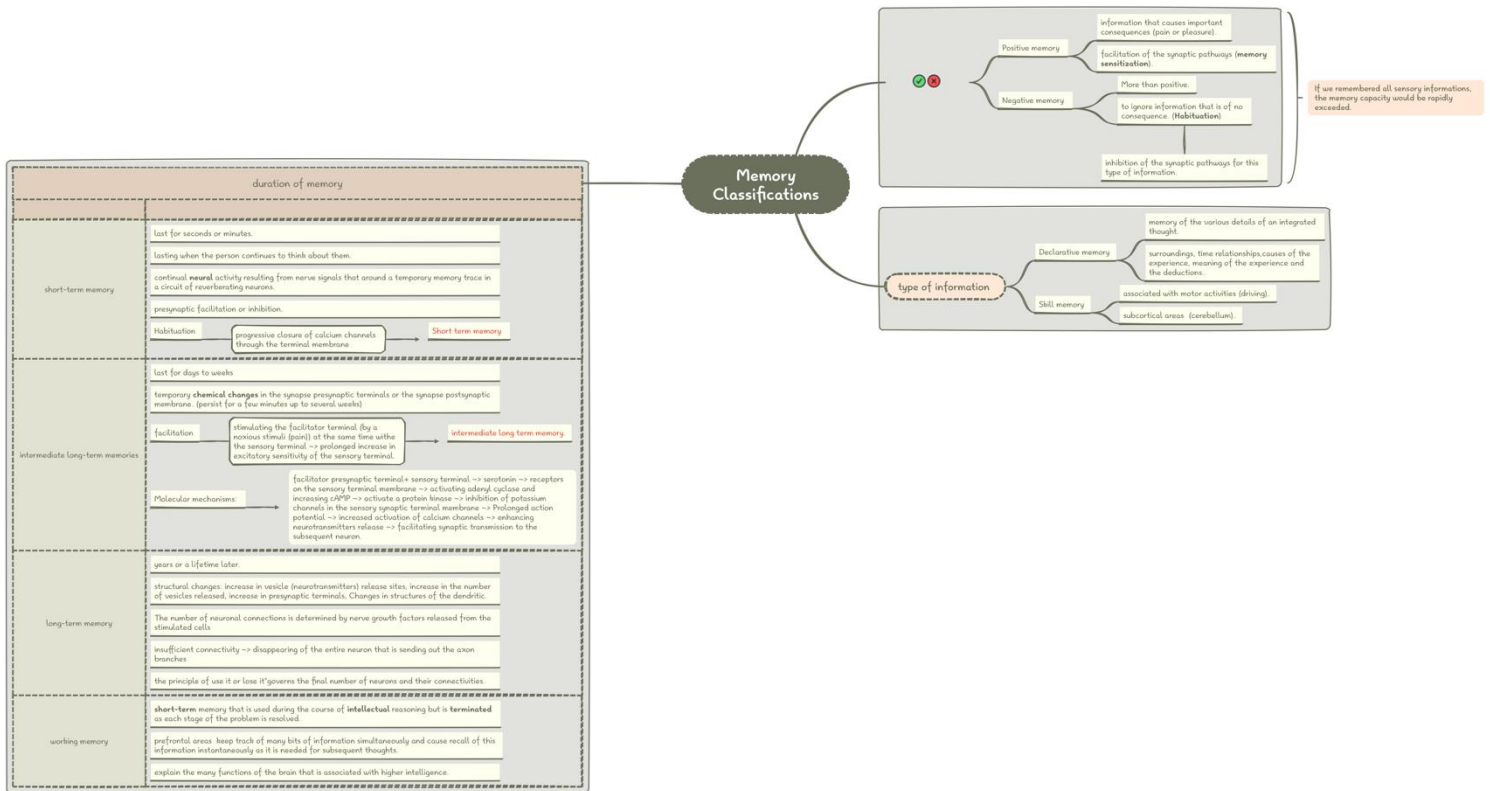 Memory
Classifications
Positive memory
information that causes important
consequences (pain or pleasure).
facilitation of the synaptic pathways (memory
sensitization).
Negative memory
More than positive.
to ignore information that is of no
consequence. (Habituation)
inhibition of the synaptic pathways for this
type of information.
If we remembered all sensory informations,
the memory capacity would be rapidly
exceeded.
type of information
Declarative memory
memory of the various details of an integrated
thought.
surroundings, time relationships,causes of the
experience, meaning of the experience and
the deductions.
Skill memory
associated with motor activities (driving).
subcortical areas (cerebellum).
duration of memory
short-term memory
last for seconds or minutes.
lasting when the person continues to think about them.
continual neural activity resulting from nerve signals that around a temporary memory trace in
a circuit of reverberating neurons.
presynaptic facilitation or inhibition.
Habituation
progressive closure of calcium channels
through the terminal membrane
Short term memory
intermediate long-term memories
last for days to weeks
temporary chemical changes in the synapse presynaptic terminals or the synapse postsynaptic
membrane. (persist for a few minutes up to several weeks)
facilitation
stimulating the facilitator terminal (by a
noxious stimuli (pain)) at the same time withe
the sensory terminal -> prolonged increase in
excitatory sensitivity of the sensory terminal.
intermediate long term memory
Molecular mechanisms:
facilitator presynaptic terminal+ sensory terminal -> serotonin -> receptors
on the sensory terminal membrane -> activating adenyl cyclase and
increasing cAMP -> activate a protein kinase -> inhibition of potassium
channels in the sensory synaptic terminal membrane -> Prolonged action
potential -> increased activation of calcium channels -> enhancing
neurotransmitters release -> facilitating synaptic transmission to the
subsequent neuron.
long-term memory
years or a lifetime later.
structural changes: increase in vesicle (neurotransmitters) release sites, increase in the number
of vesicles released, increase in presynaptic terminals, Changes in structures of the dendritic.
The number of neuronal connections is determined by nerve growth factors released from the
stimulated cells
insufficient connectivity -> disappearing of the entire neuron that is sending out the axon
branches
the principle of use it or lose it"governs the final number of neurons and their connectivities.
working memory
short-term memory that is used during the course of intellectual reasoning but is terminated
as each stage of the problem is resolved.
prefrontal areas keep track of many bits of information simultaneously and cause recall of this
information instantaneously as it is needed for subsequent thoughts.
explain the many functions of the brain that is associated with higher intelligence.